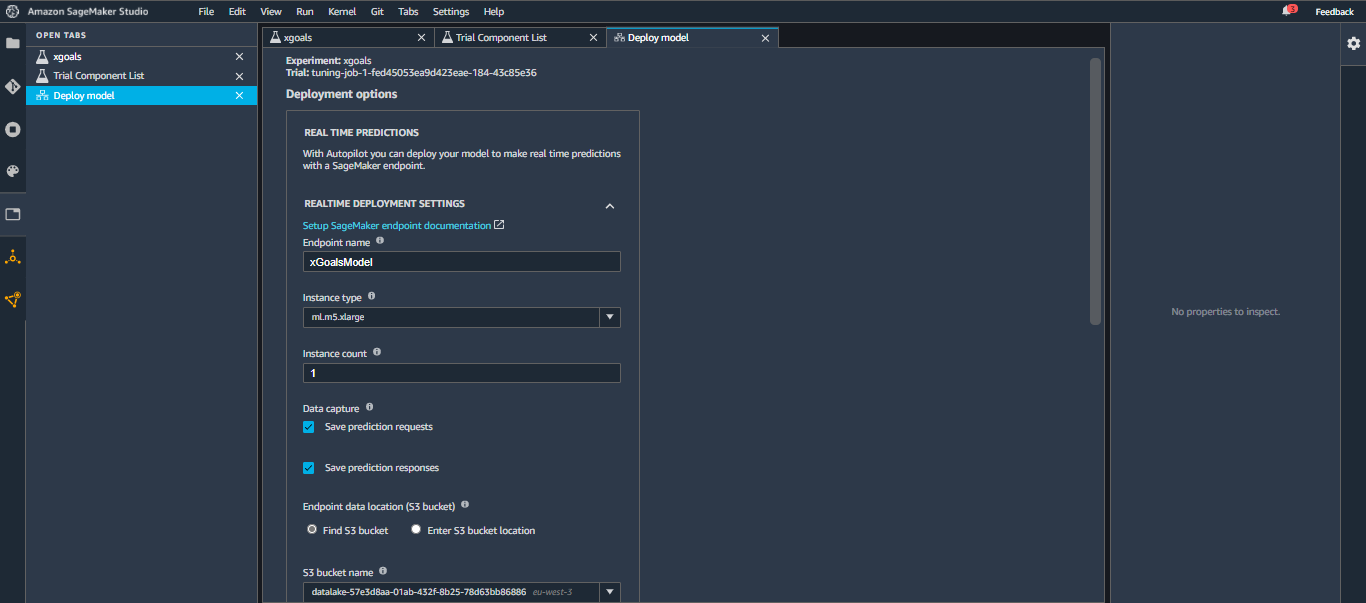 Amazon SageMaker Studio File Edit View Run Kernel Git Tabs Settings Help 3 Feedback
OPEN TABS
xgoals
Trial Component List
Deploy model
xgoals Trial Component List Deploy model
Experiment: xgoals
Trial: tuning-job-1-fed45053ea9d423eae-184-43c85e36
Deployment options
REAL TIME PREDICTIONS
With Autopilot you can deploy your model to make real time predictions
with a SageMaker endpoint.
REALTIME DEPLOYMENT SETTINGS
Setup SageMaker endpoint documentation
Endpoint name
xGoalsModel
Instance type
ml.m5.xlarge
Instance count
1
Data capture
Save prediction requests
Save prediction responses
Endpoint data location (S3 bucket)
Find S3 bucket Enter S3 bucket location
S3 bucket name
datalake-57e3d8aa-01ab-432f-8b25-78d63bb86886 eu-west-3
No properties to inspect.